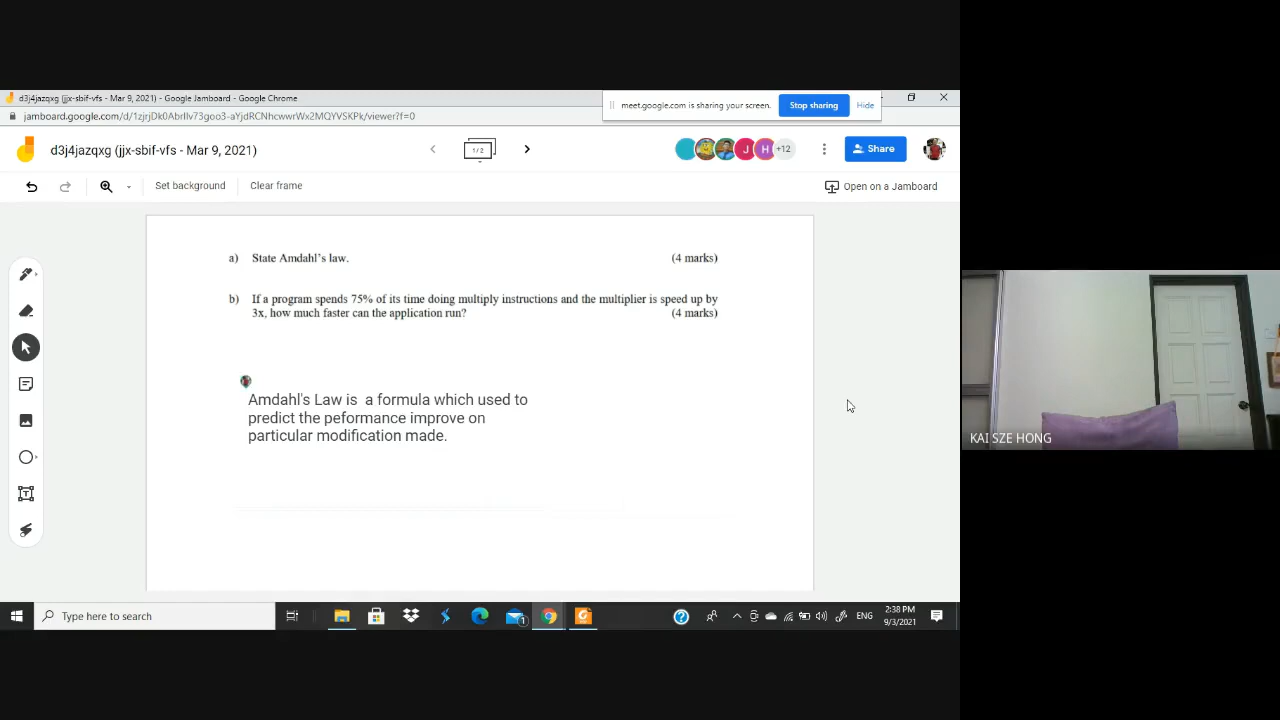 d3j4jazqxg (jjx-sbif-vfs - Mar 9, 2021) - Google Jamboard - Google Chrome
meet.google.com is sharing your screen.
Stop sharing
Hide
d3j4jazqxg (jjx-sbif-vfs - Mar 9, 2021)
1/2
J
H
+12
Share
Set background
Clear frame
Open on a Jamboard
a) State Amdahl's law. (4 marks)
b) If a program spends 75% of its time doing multiply instructions and the multiplier is speed up by
3x, how much faster can the application run? (4 marks)
Amdahl's Law is a formula which used to
predict the peformance improve on
particular modification made.
KAI SZE HONG
Type here to search
1
ENG
2:38 PM
9/3/2021